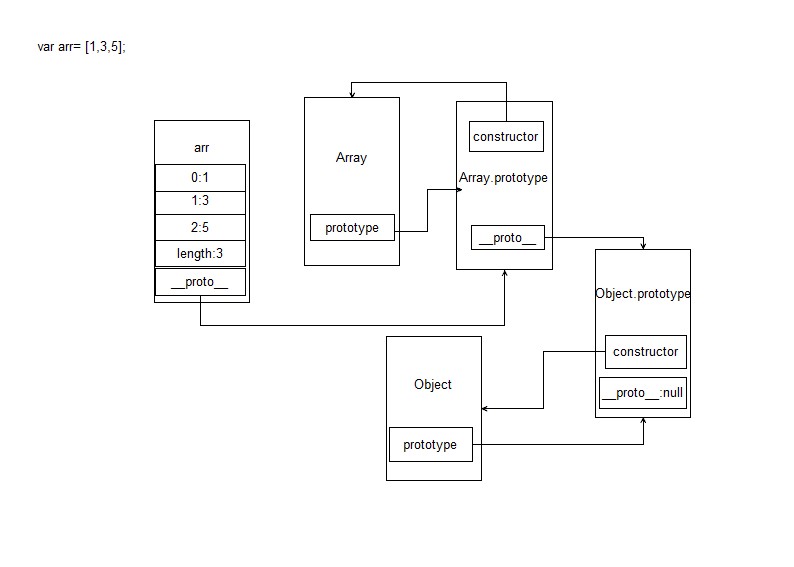 var arr= [1,3,5];
arr
0:1
1:3
2:5
length:3
__proto__
Array
prototype
constructor
Array.prototype
__proto__
Object.prototype
constructor
__proto__:null
Object
prototype